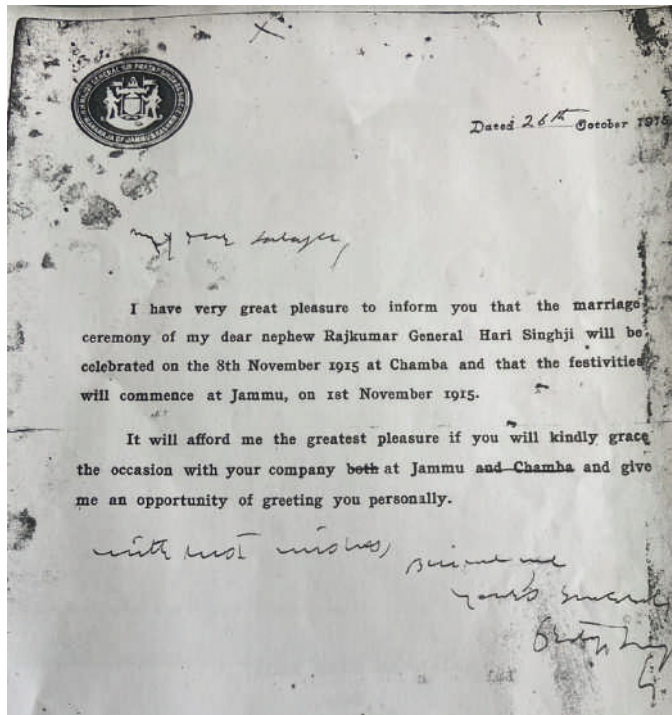 Dated 26th October 1915
My dear
I have very great pleasure to inform you that the marriage
ceremony of my dear nephew Rajkumar General Hari Singhji will be
celebrated on the 8th November 1915 at Chamba and that the festivities
will commence at Jammu, on 1st November 1915.
It will afford me the greatest pleasure if you will kindly grace
the occasion with your company both at Jammu and Chamba and give
me an opportunity of greeting you personally.
with best wishes,
yours